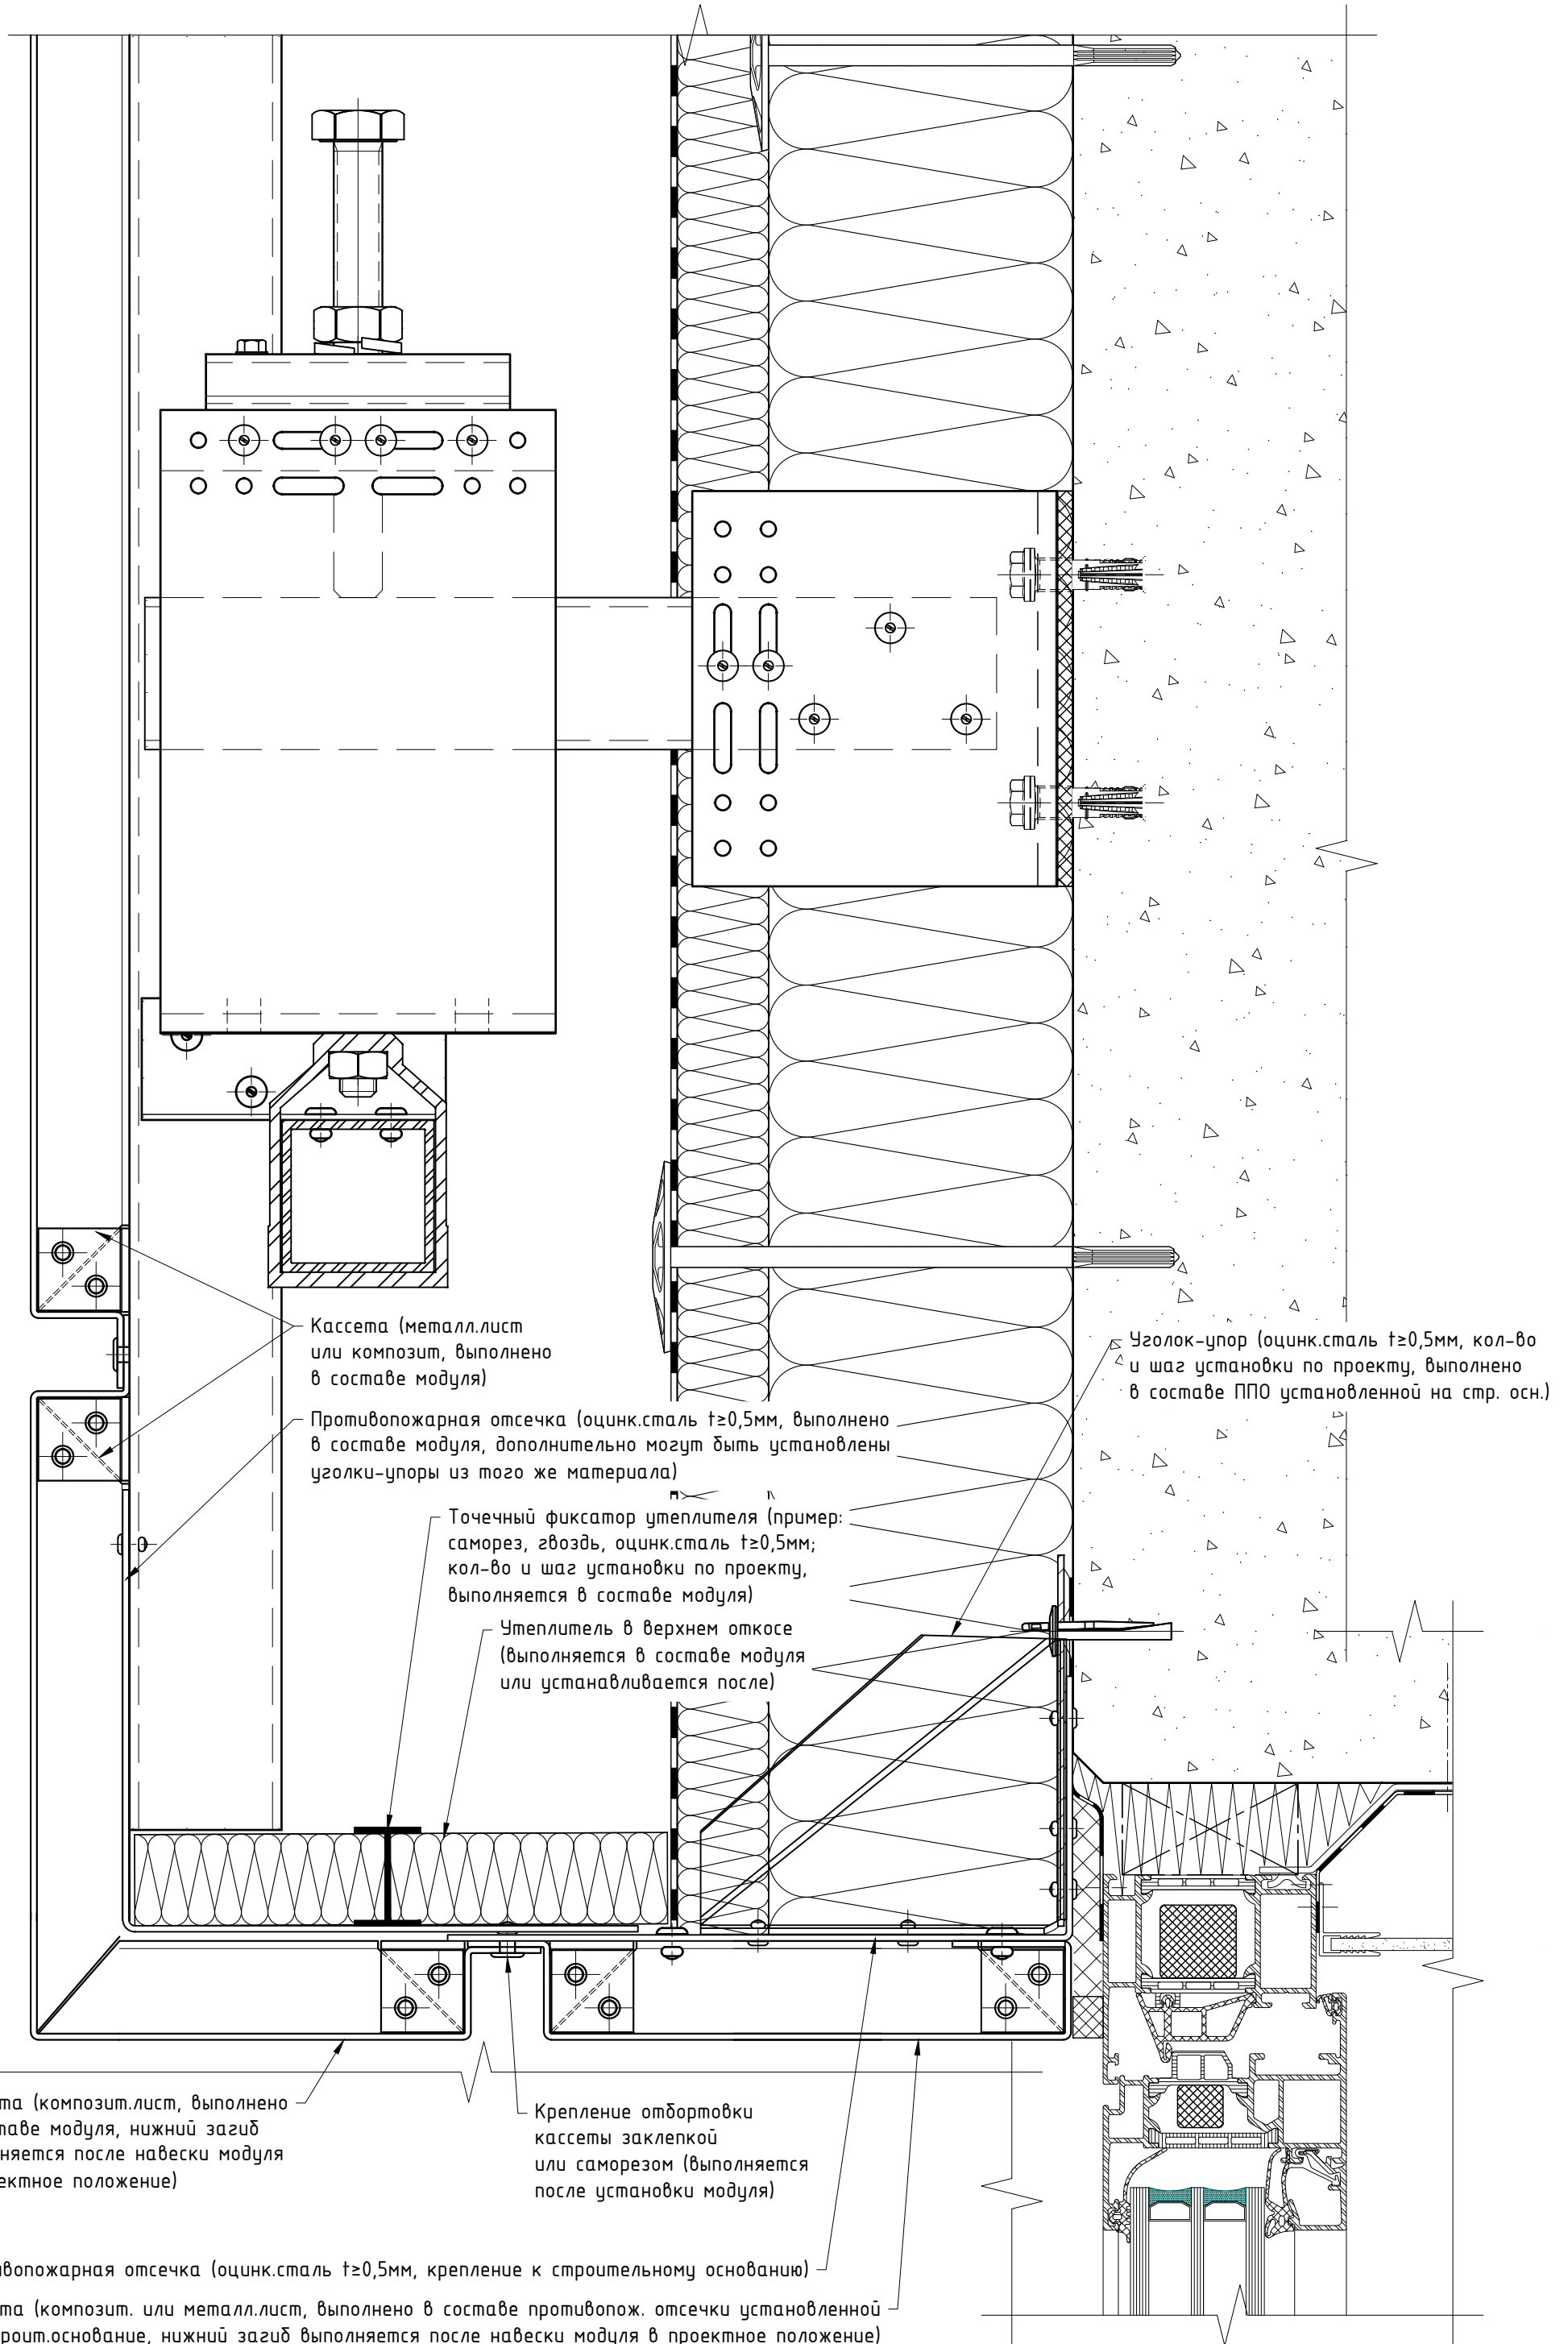 Кассета (металл.лист
или композит, выполнено
в составе модуля)
Уголок-упор (оцинк.сталь t≥0,5мм, кол-во
и шаг установки по проекту, выполнено
в составе ППО установленной на стр. осн.)
Противопожарная отсечка (оцинк.сталь t≥0,5мм, выполнено
в составе модуля, дополнительно могут быть установлены
уголки-упоры из того же материала)
Точечный фиксатор утеплителя (пример:
саморез, гвоздь, оцинк.сталь t≥0,5мм;
кол-во и шаг установки по проекту,
выполняется в составе модуля)
Утеплитель в верхнем откосе
(выполняется в составе модуля
или устанавливается после)
та (композит.лист, выполнено
таве модуля, нижний загиб
няется после навески модуля
ектное положение)
Крепление отбортовки
кассеты заклепкой
или саморезом (выполняется
после установки модуля)
ивопожарная отсечка (оцинк.сталь t≥0,5мм, крепление к строительному основанию)
та (композит. или металл.лист, выполнено в составе противопож. отсечки установленной
роит.основание, нижний загиб выполняется после навески модуля в проектное положение)